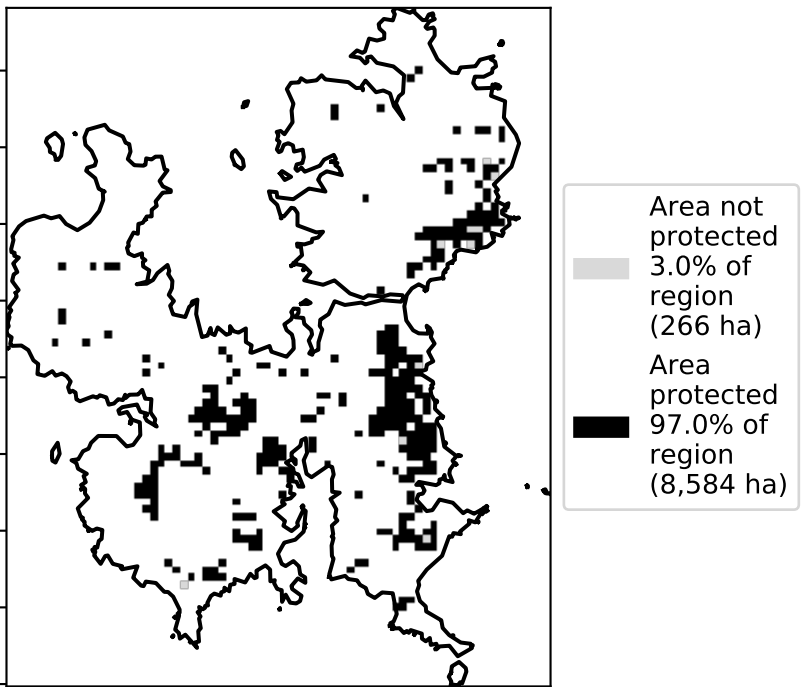 Area not
protected
3.0% of
region
(266 ha)
Area
protected
97.0% of
region
(8,584 ha)